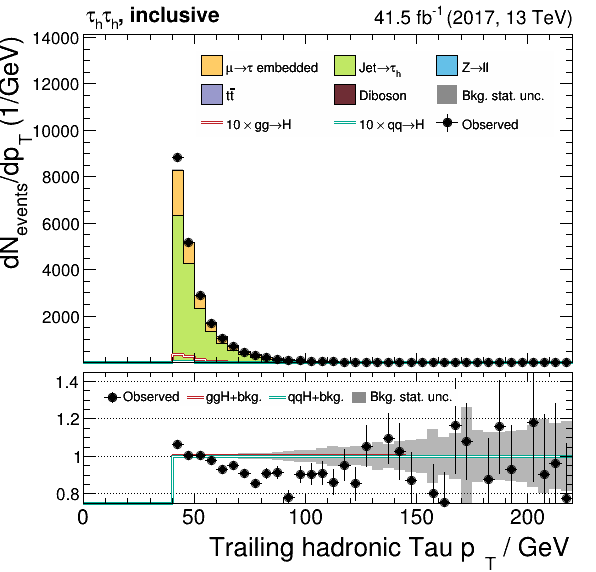 τhτh, inclusive 41.5 fb-1 (2017, 13 TeV)
dNevents/dpT (1/GeV)
14000
12000
10000
8000
6000
4000
2000
μ→τ embedded Jet→τh Z→ll
tt̄ Diboson Bkg. stat. unc.
10 × gg→H 10 × qq→H Observed
1.4
1.2
1
0.8
Observed ggH+bkg. qqH+bkg. Bkg. stat. unc.
0 50 100 150 200
Trailing hadronic Tau p T / GeV